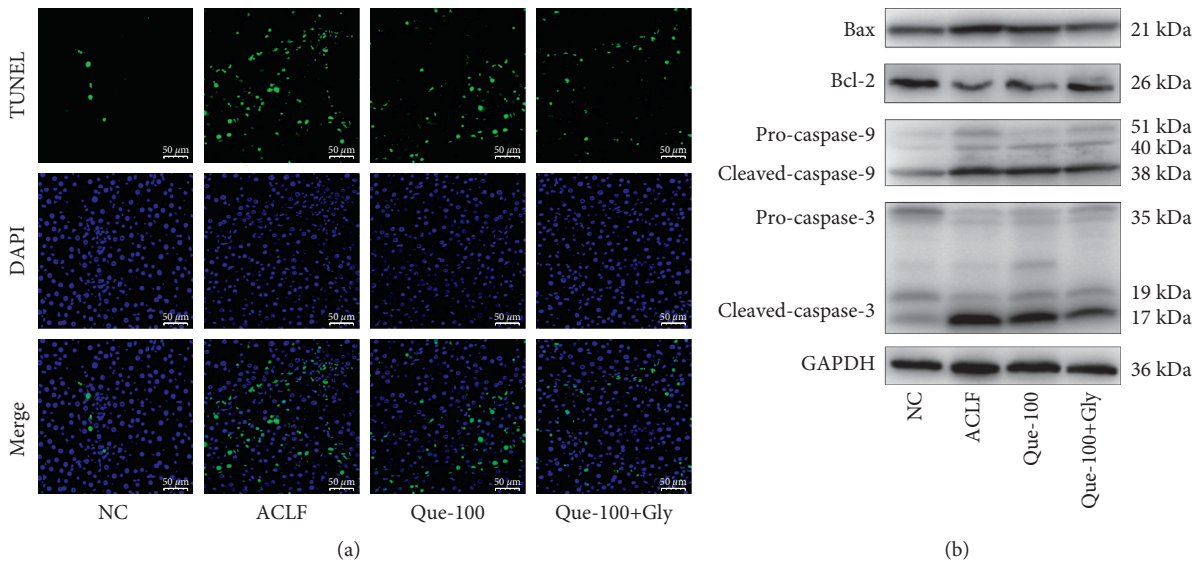 TUNEL
50 µm
50 µm
50 µm
50 µm
DAPI
50 µm
50 µm
50 µm
50 µm
Merge
50 µm
50 µm
50 µm
50 µm
NC
ACLF
Que-100
Que-100+Gly
(a)
Bax
21 kDa
Bcl-2
26 kDa
Pro-caspase-9
51 kDa
40 kDa
Cleaved-caspase-9
38 kDa
Pro-caspase-3
35 kDa
19 kDa
Cleaved-caspase-3
17 kDa
GAPDH
36 kDa
NC
ACLF
Que-100
Que-100+Gly
(b)